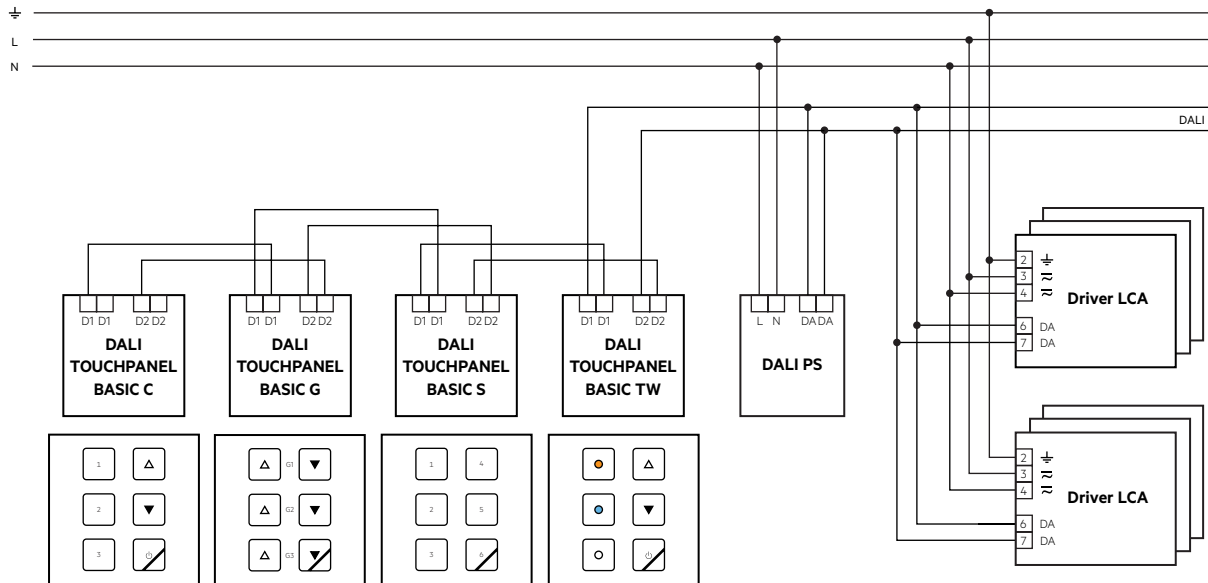 ⏚
L
N
DALI
D1 D1 D2 D2
DALI
TOUCHPANEL
BASIC C
D1 D1 D2 D2
DALI
TOUCHPANEL
BASIC G
D1 D1 D2 D2
DALI
TOUCHPANEL
BASIC S
D1 D1 D2 D2
DALI
TOUCHPANEL
BASIC TW
L N DA DA
DALI PS
2 ⏚
3
4
Driver LCA
6 DA
7 DA
1
2
3
G1
G2
G3
1 4
2 5
3 6
2 ⏚
3
4
Driver LCA
6 DA
7 DA